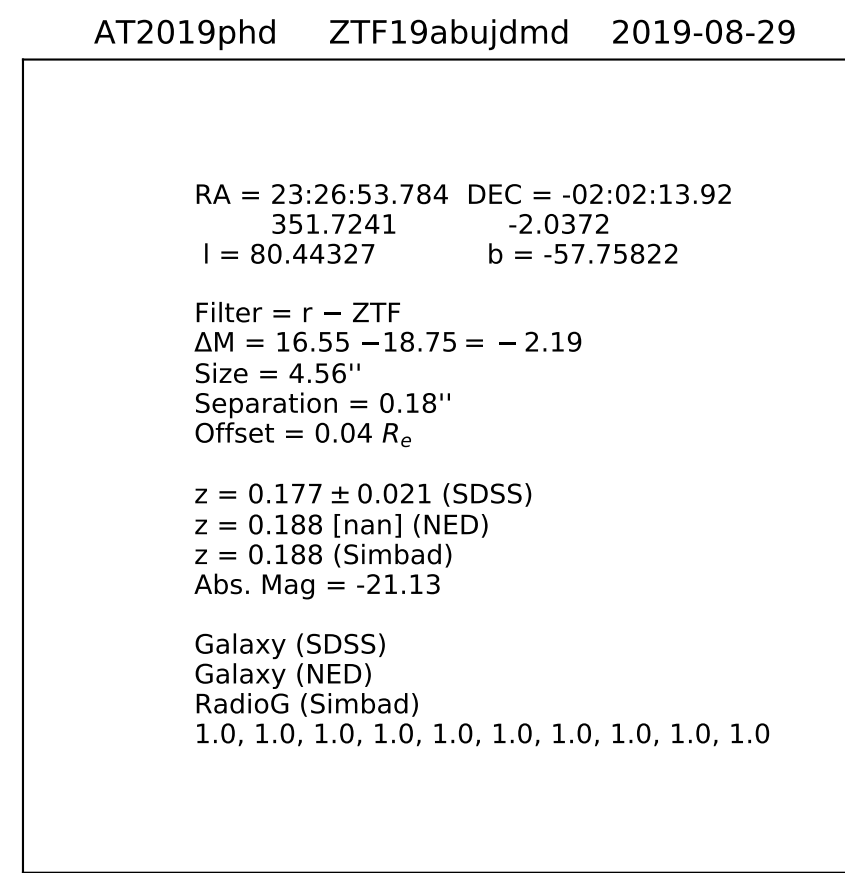 AT2019phd ZTF19abujdmd 2019-08-29
RA = 23:26:53.784 DEC = -02:02:13.92
351.7241 -2.0372
l = 80.44327 b = -57.75822
Filter = r − ZTF
ΔM = 16.55 −18.75 = − 2.19
Size = 4.56''
Separation = 0.18''
Offset = 0.04 Rₑ
z = 0.177 ± 0.021 (SDSS)
z = 0.188 [nan] (NED)
z = 0.188 (Simbad)
Abs. Mag = -21.13
Galaxy (SDSS)
Galaxy (NED)
RadioG (Simbad)
1.0, 1.0, 1.0, 1.0, 1.0, 1.0, 1.0, 1.0, 1.0, 1.0